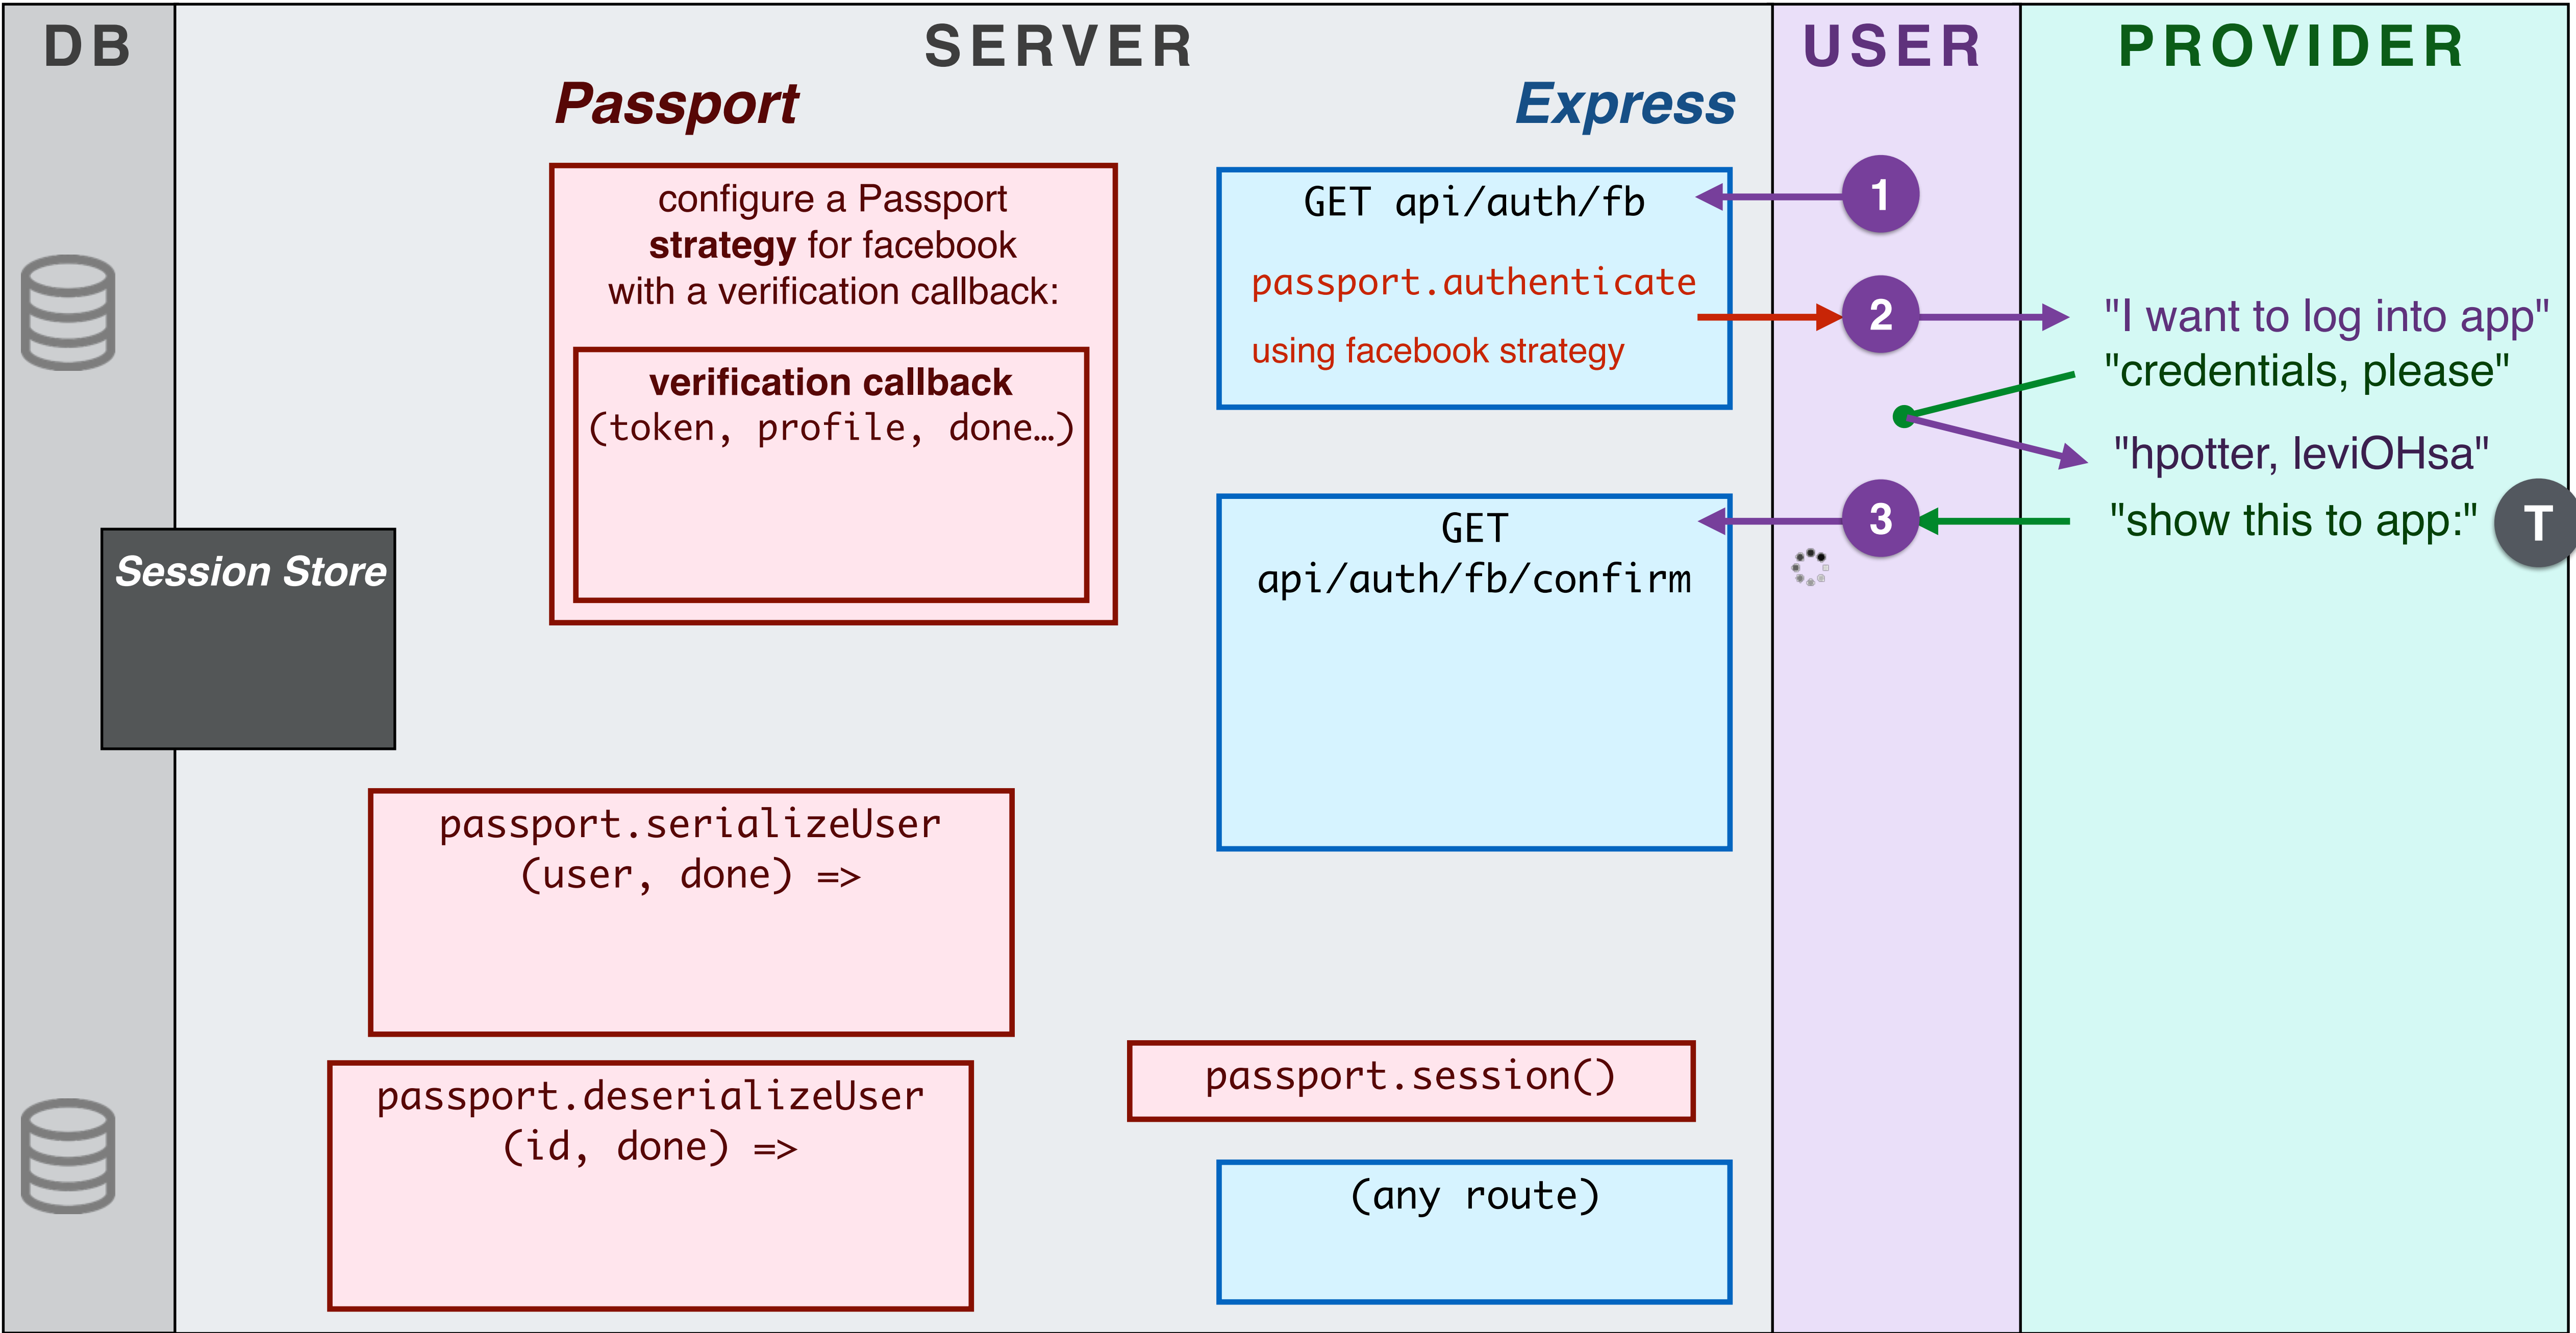 DB
SERVER
USER
PROVIDER
Passport
Express
configure a Passport
strategy for facebook
with a verification callback:
verification callback
(token, profile, done…)
GET api/auth/fb
passport.authenticate
using facebook strategy
1
2
"I want to log into app"
"credentials, please"
"hpotter, leviOHsa"
3
"show this to app:"
T
GET
api/auth/fb/confirm
Session Store
passport.serializeUser
(user, done) =>
passport.deserializeUser
(id, done) =>
passport.session()
(any route)